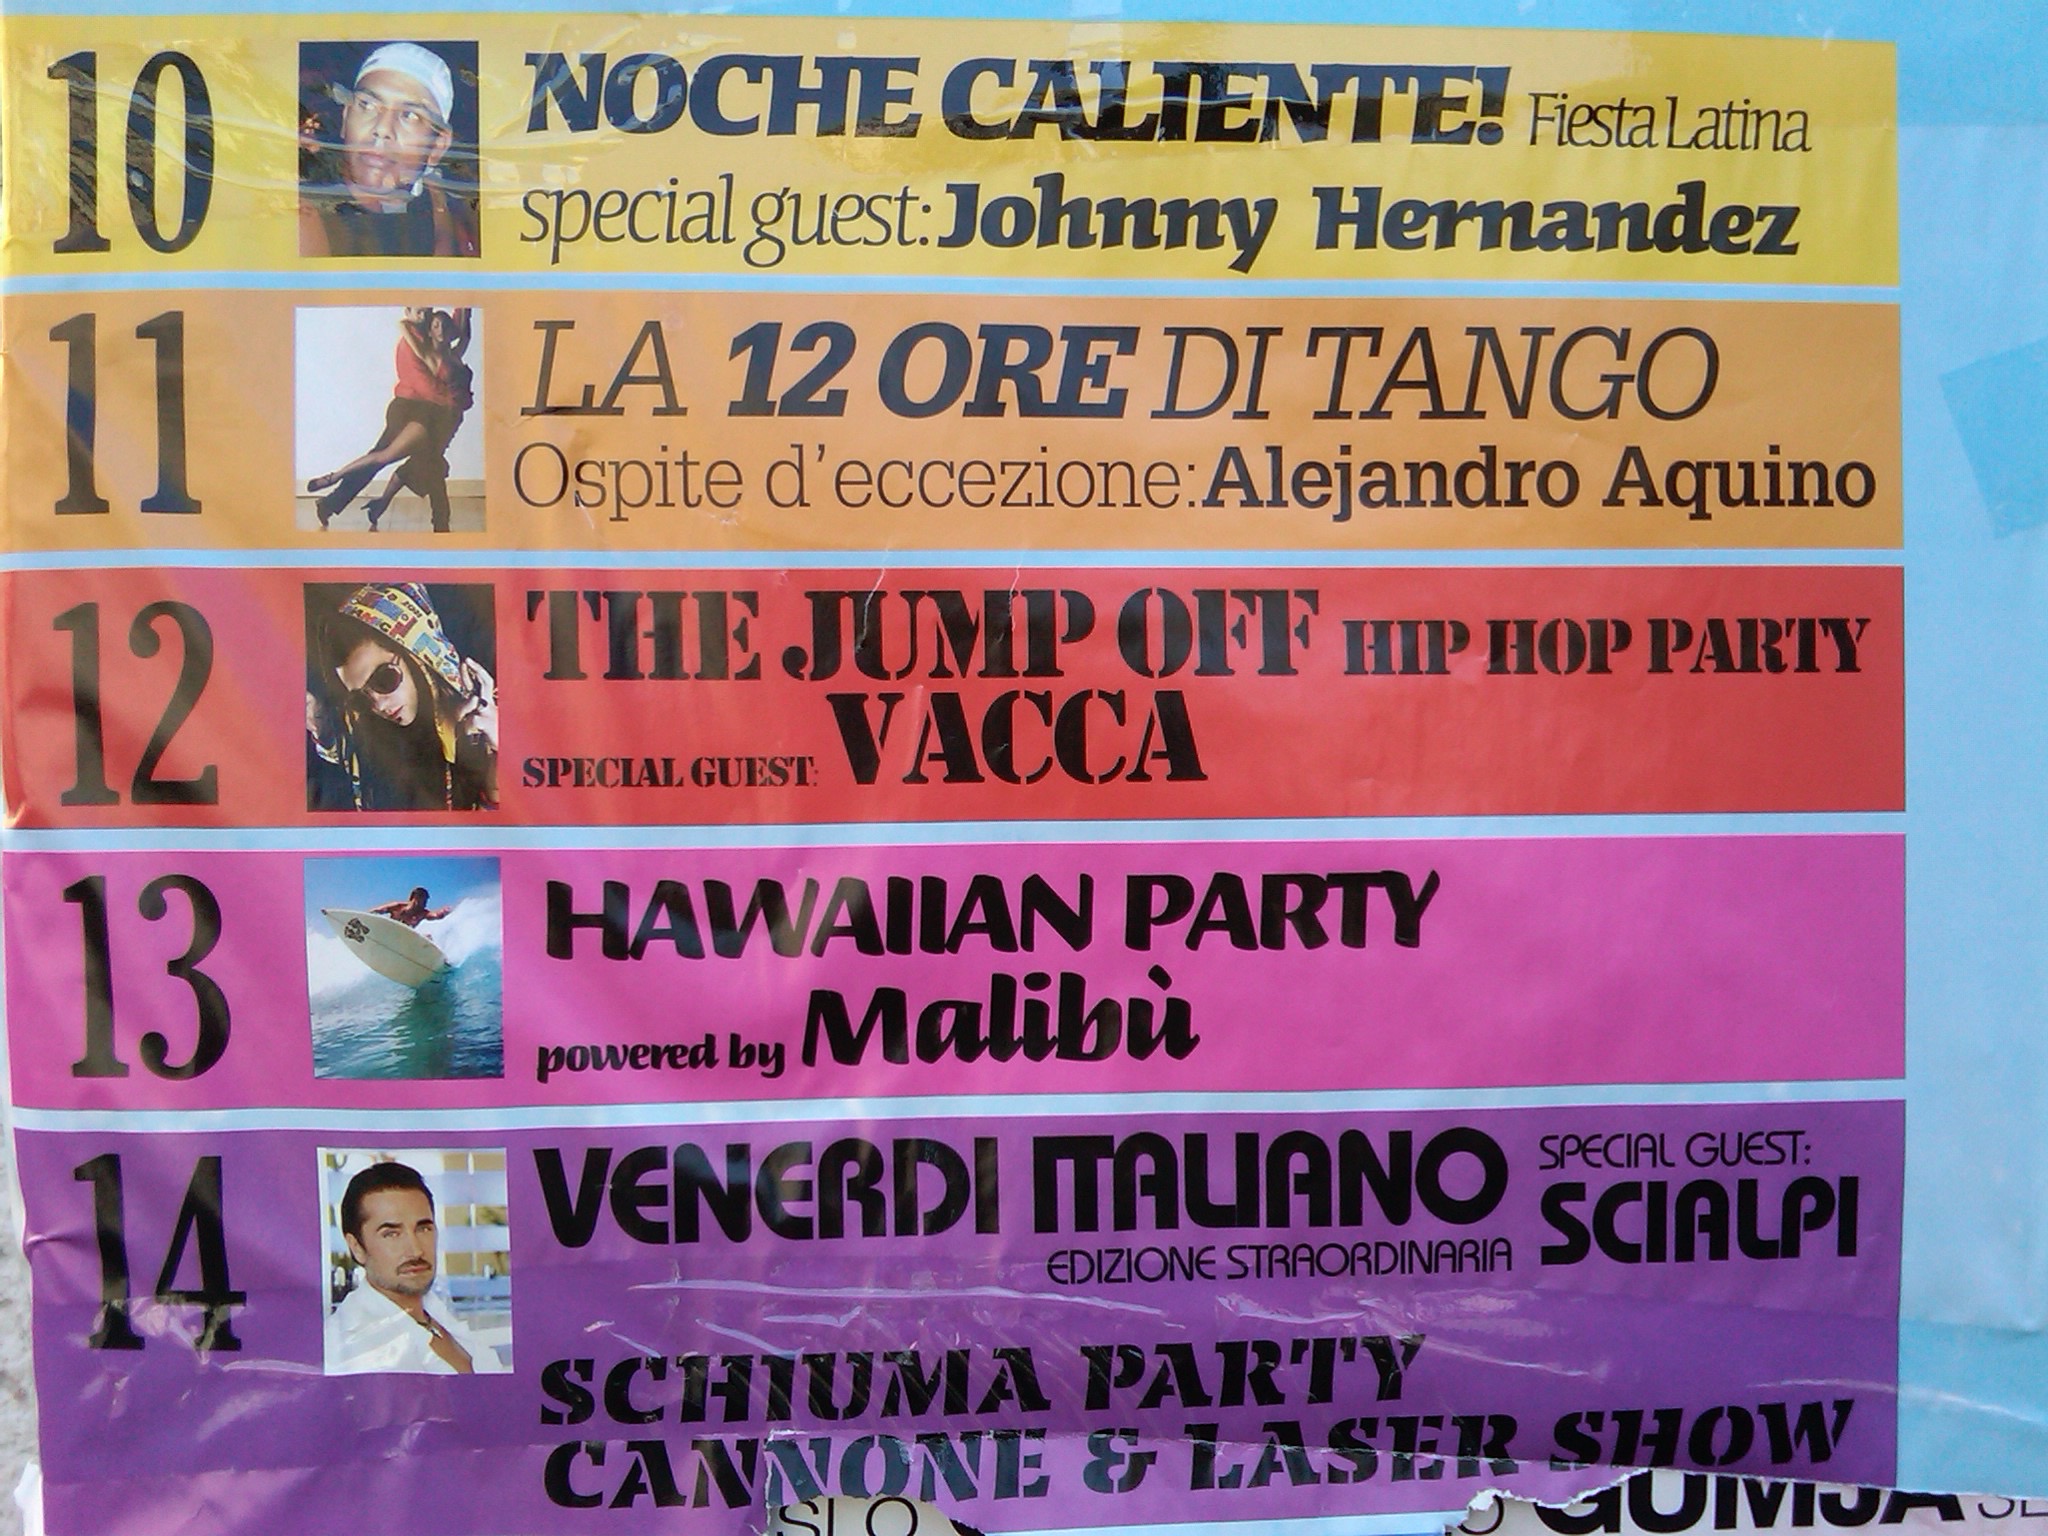 10
NOCHE CALIENTE! Fiesta Latina
special guest: Johnny Hernandez
11
LA 12 ORE DI TANGO
Ospite d'eccezione: Alejandro Aquino
12
THE JUMP OFF HIP HOP PARTY
SPECIAL GUEST: VACCA
13
HAWAIIAN PARTY
powered by Malibù
14
VENERDI ITALIANO
EDIZIONE STRAORDINARIA
SPECIAL GUEST:
SCIALPI
SCHIUMA PARTY
CANNONE & LASER SHOW